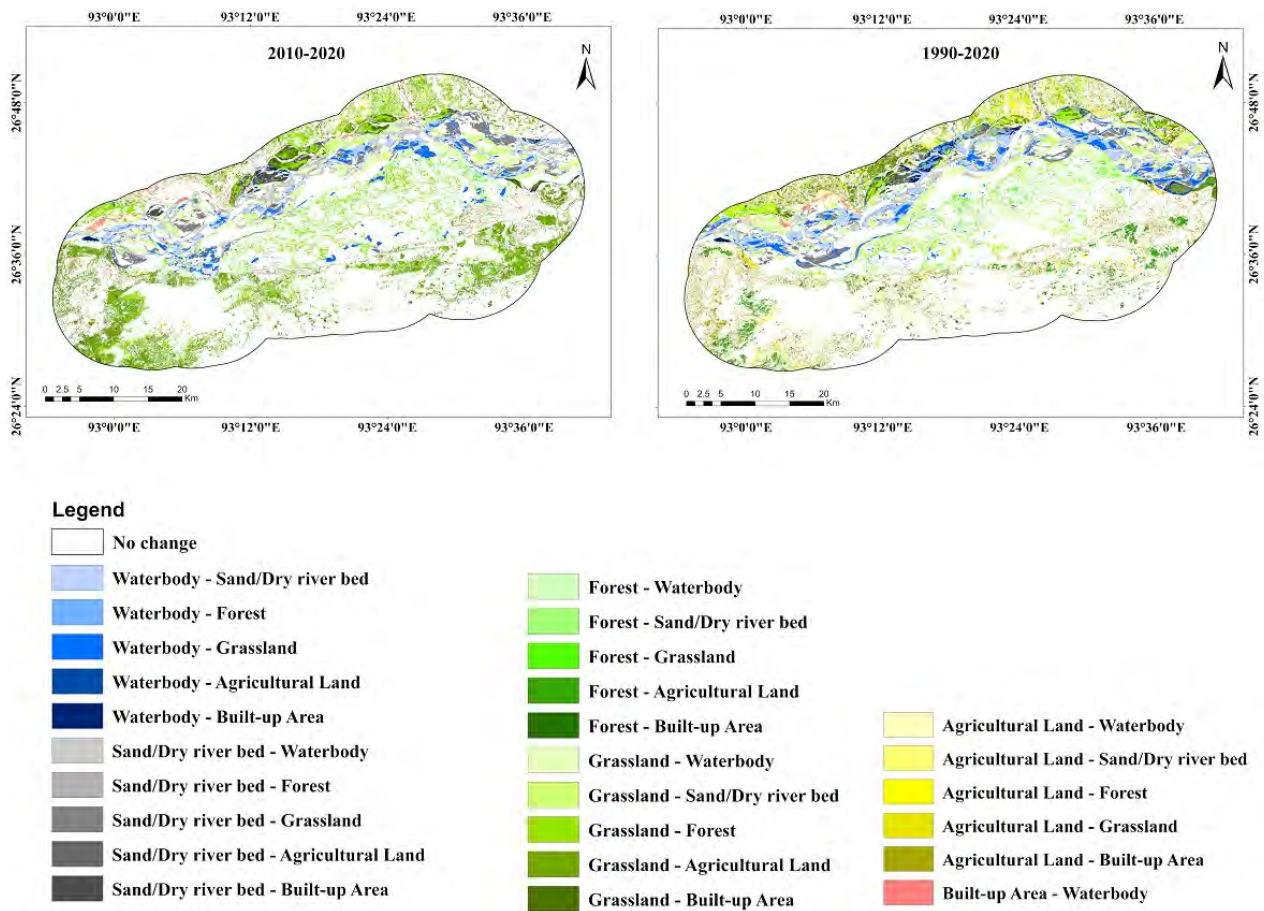 93°0'0"E 93°12'0"E 93°24'0"E 93°36'0"E
93°0'0"E 93°12'0"E 93°24'0"E 93°36'0"E
2010-2020
N
1990-2020
N
26°48'0"N
26°36'0"N
26°24'0"N
26°48'0"N
26°36'0"N
26°24'0"N
0 2.5 5 10 15 20
Km
0 2.5 5 10 15 20
Km
93°0'0"E 93°12'0"E 93°24'0"E 93°36'0"E
93°0'0"E 93°12'0"E 93°24'0"E 93°36'0"E
Legend
No change
Waterbody - Sand/Dry river bed
Waterbody - Forest
Waterbody - Grassland
Waterbody - Agricultural Land
Waterbody - Built-up Area
Sand/Dry river bed - Waterbody
Sand/Dry river bed - Forest
Sand/Dry river bed - Grassland
Sand/Dry river bed - Agricultural Land
Sand/Dry river bed - Built-up Area
Forest - Waterbody
Forest - Sand/Dry river bed
Forest - Grassland
Forest - Agricultural Land
Forest - Built-up Area
Grassland - Waterbody
Grassland - Sand/Dry river bed
Grassland - Forest
Grassland - Agricultural Land
Grassland - Built-up Area
Agricultural Land - Waterbody
Agricultural Land - Sand/Dry river bed
Agricultural Land - Forest
Agricultural Land - Grassland
Agricultural Land - Built-up Area
Built-up Area - Waterbody